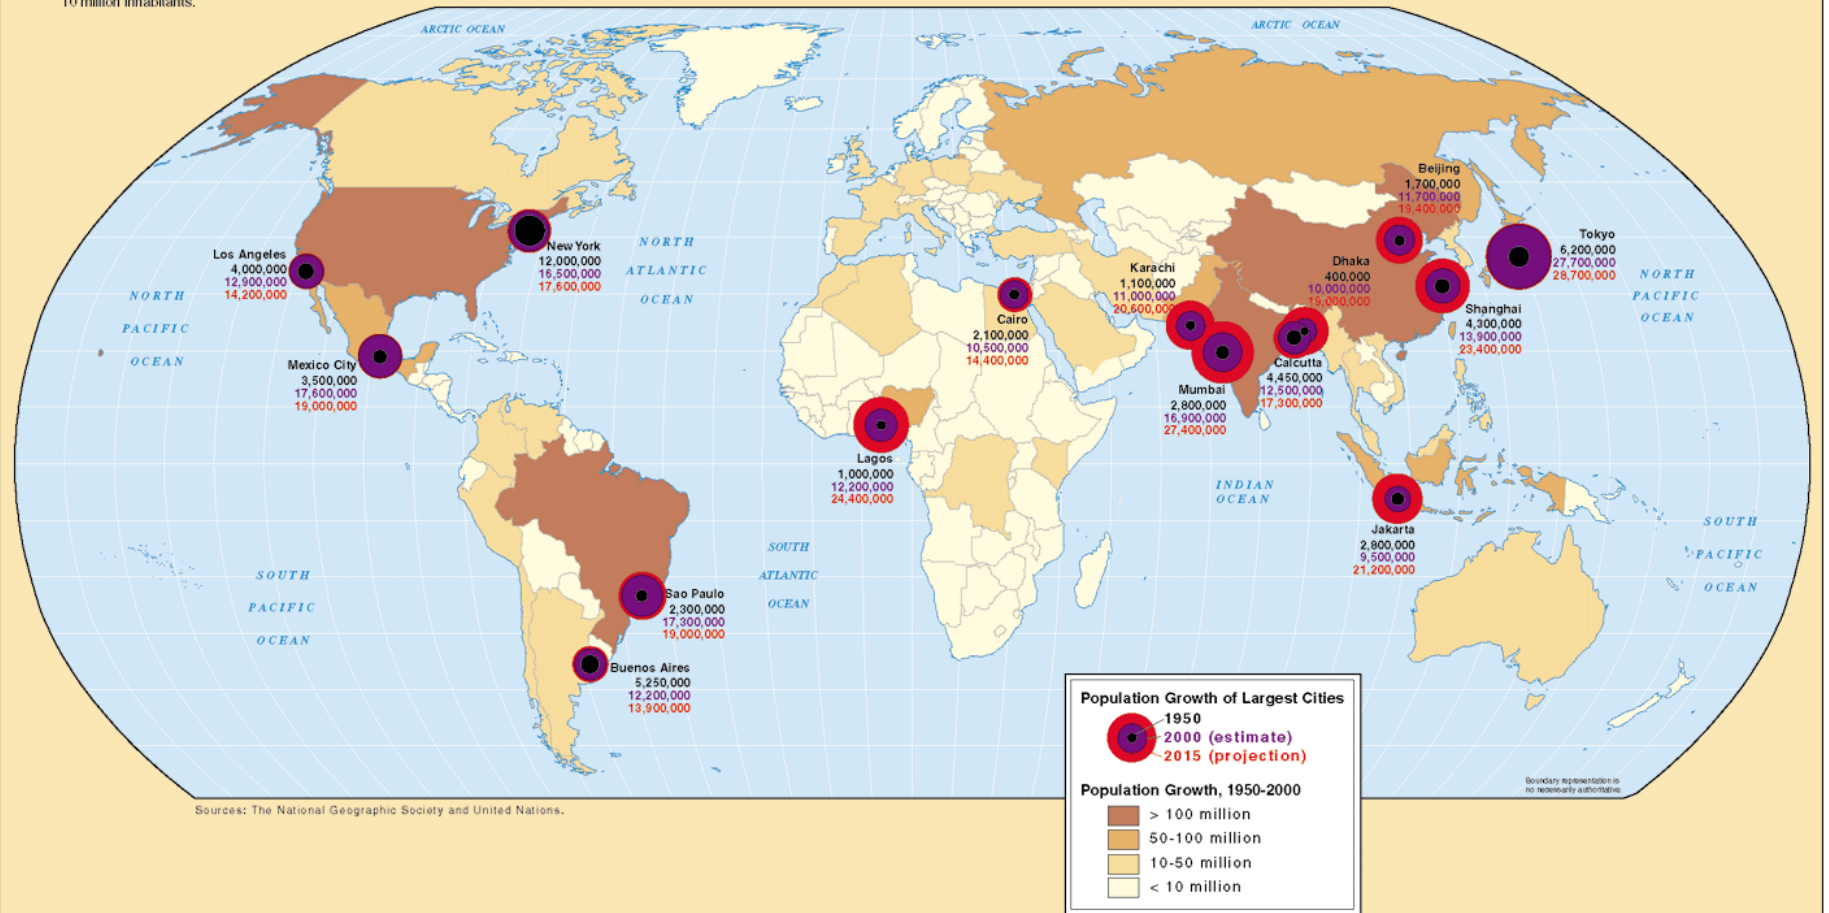 10 million inhabitants.
ARCTIC OCEAN
ARCTIC OCEAN
Beijing
1,700,000
11,700,000
19,400,000
Tokyo
6,200,000
27,700,000
28,700,000
New York
12,000,000
16,500,000
17,600,000
Los Angeles
4,000,000
12,900,000
14,200,000
NORTH
ATLANTIC
OCEAN
Karachi
1,100,000
11,000,000
20,600,000
Dhaka
400,000
10,000,000
19,000,000
NORTH
PACIFIC
OCEAN
NORTH
PACIFIC
OCEAN
Cairo
2,100,000
10,500,000
14,400,000
Shanghai
4,300,000
13,900,000
23,400,000
Mexico City
3,500,000
17,600,000
19,000,000
Calcutta
4,450,000
12,500,000
17,300,000
Mumbai
2,800,000
16,900,000
27,400,000
Lagos
1,000,000
12,200,000
24,400,000
INDIAN
OCEAN
Jakarta
2,800,000
9,500,000
21,200,000
SOUTH
PACIFIC
OCEAN
SOUTH
ATLANTIC
OCEAN
SOUTH
PACIFIC
OCEAN
Sao Paulo
2,300,000
17,300,000
19,000,000
Buenos Aires
5,250,000
12,200,000
13,900,000
Population Growth of Largest Cities
1950
2000 (estimate)
2015 (projection)
Population Growth, 1950-2000
> 100 million
50-100 million
10-50 million
< 10 million
Boundary representation is
no necessarily authoritative.
Sources: The National Geographic Society and United Nations.